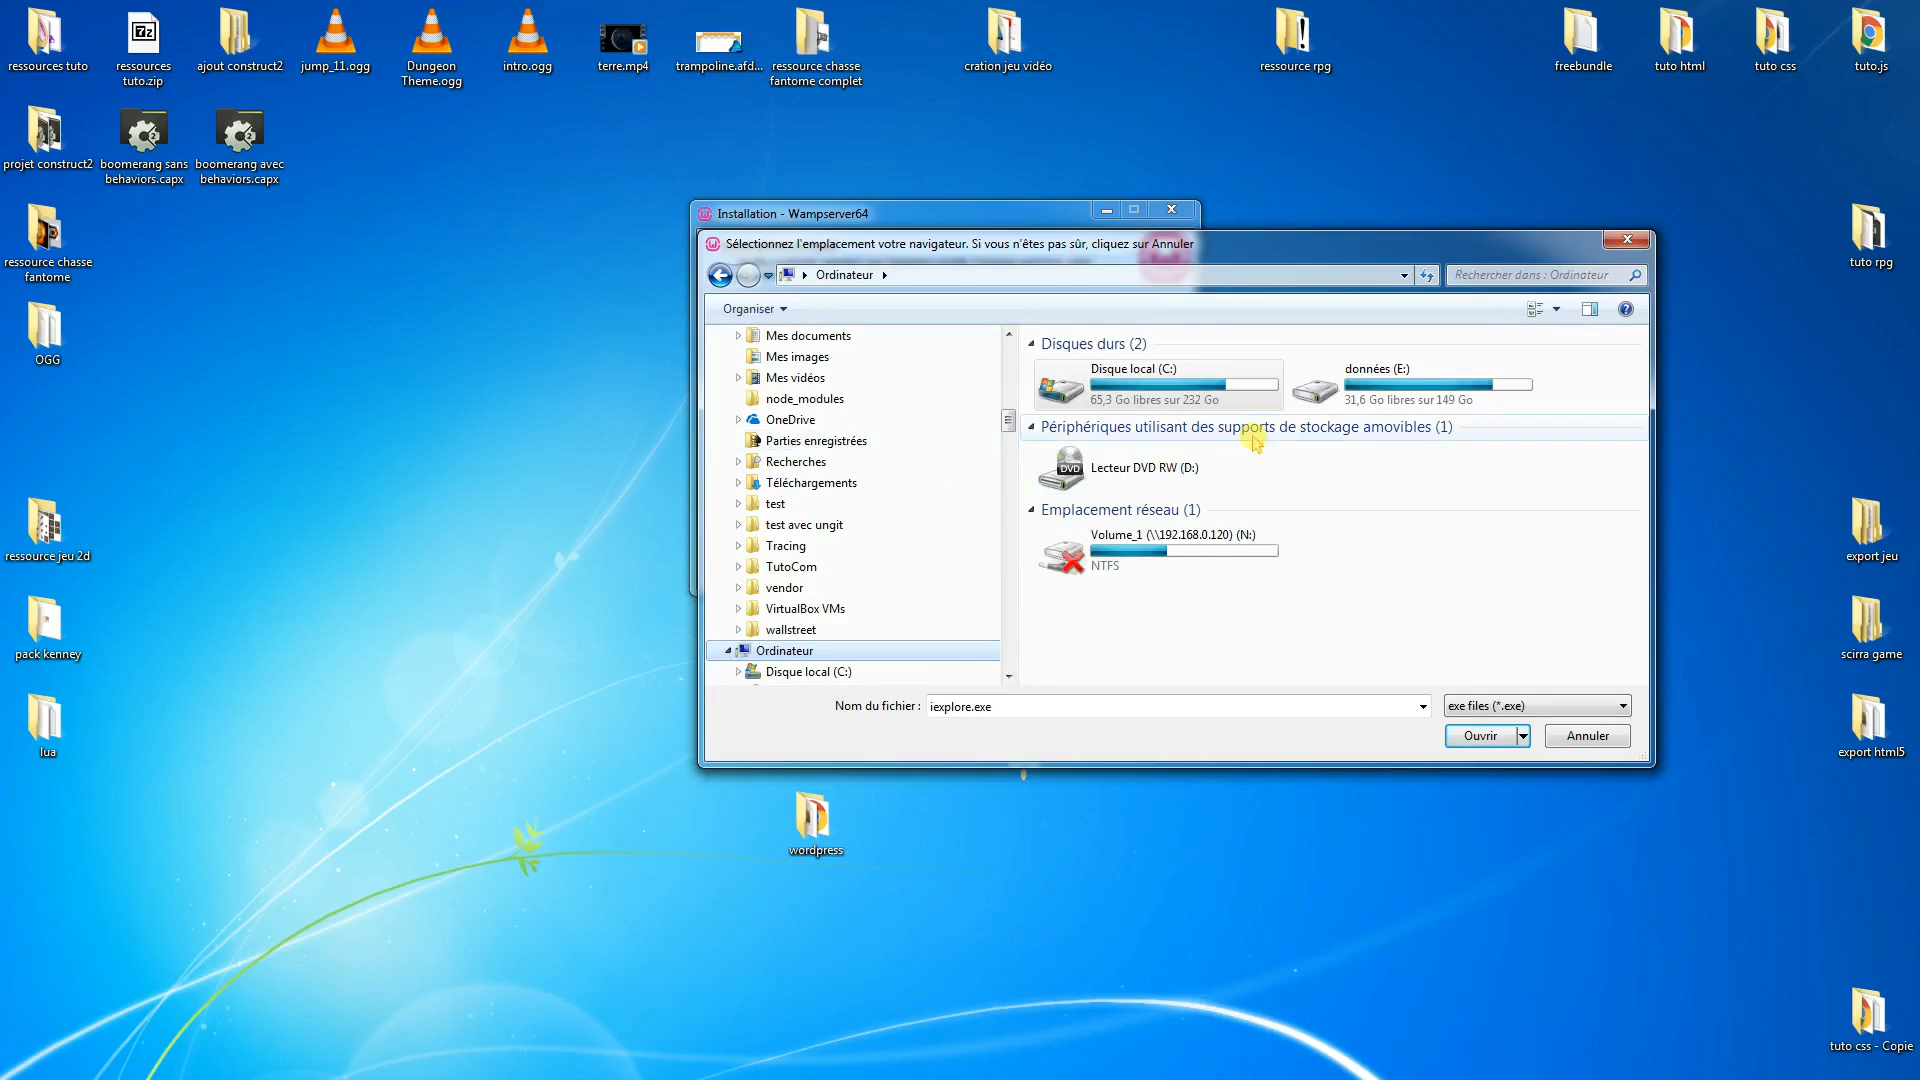 ressources tuto
ressources
tuto.zip
ajout construct2
jump_11.ogg
Dungeon
Theme.ogg
intro.ogg
terre.mp4
trampoline.afd...
ressource chasse
fantome complet
cration jeu vidéo
ressource rpg
freebundle
tuto html
tuto css
tuto.js
projet construct2
boomerang sans
behaviors.capx
boomerang avec
behaviors.capx
ressource chasse
fantome
tuto rpg
OGG
ressource jeu 2d
export jeu
pack kenney
scirra game
lua
export html5
wordpress
tuto css - Copie
Installation - Wampserver64
Sélectionnez l'emplacement votre navigateur. Si vous n'êtes pas sûr, cliquez sur Annuler
Ordinateur
Rechercher dans : Ordinateur
Organiser
Mes documents
Mes images
Mes vidéos
node_modules
OneDrive
Parties enregistrées
Recherches
Téléchargements
test
test avec ungit
Tracing
TutoCom
vendor
VirtualBox VMs
wallstreet
Ordinateur
Disque local (C:)
Disques durs (2)
Disque local (C:)
65,3 Go libres sur 232 Go
données (E:)
31,6 Go libres sur 149 Go
Périphériques utilisant des supports de stockage amovibles (1)
DVD
Lecteur DVD RW (D:)
Emplacement réseau (1)
Volume_1 (\\192.168.0.120) (N:)
NTFS
Nom du fichier :
iexplore.exe
exe files (*.exe)
Ouvrir
Annuler